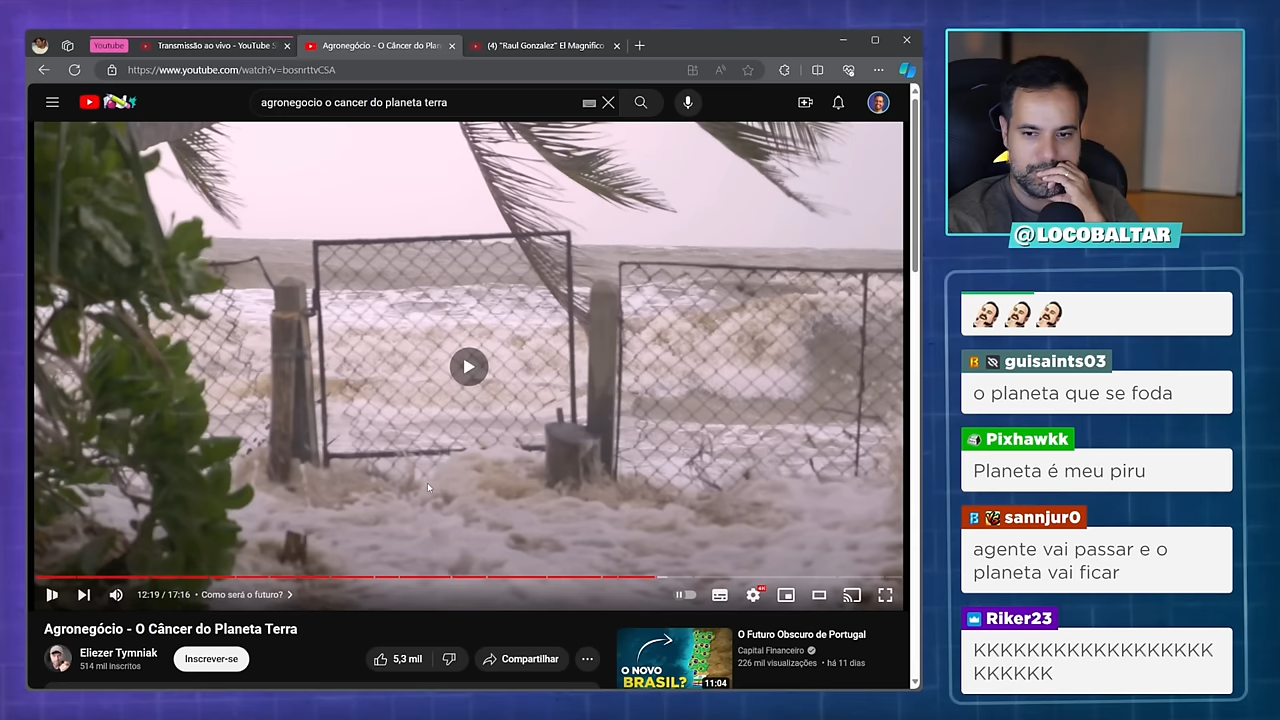 Youtube
Transmissão ao vivo - YouTube S
Agronegócio - O Câncer do Plan
(4) "Raul Gonzalez" El Magnifico
https://www.youtube.com/watch?v=bosnrttvCSA
agronegocio o cancer do planeta terra
12:19 / 17:16 • Como será o futuro?
Agronegócio - O Câncer do Planeta Terra
Eliezer Tymniak
514 mil inscritos
Inscrever-se
5,3 mil
Compartilhar
O NOVO
BRASIL?
11:04
O Futuro Obscuro de Portugal
Capital Financeiro
226 mil visualizações • há 11 dias
@LOCOBALTAR
guisaints03
o planeta que se foda
Pixhawkk
Planeta é meu piru
sannjur0
agente vai passar e o
planeta vai ficar
Riker23
KKKKKKKKKKKKKKKKKK
KKKKKK